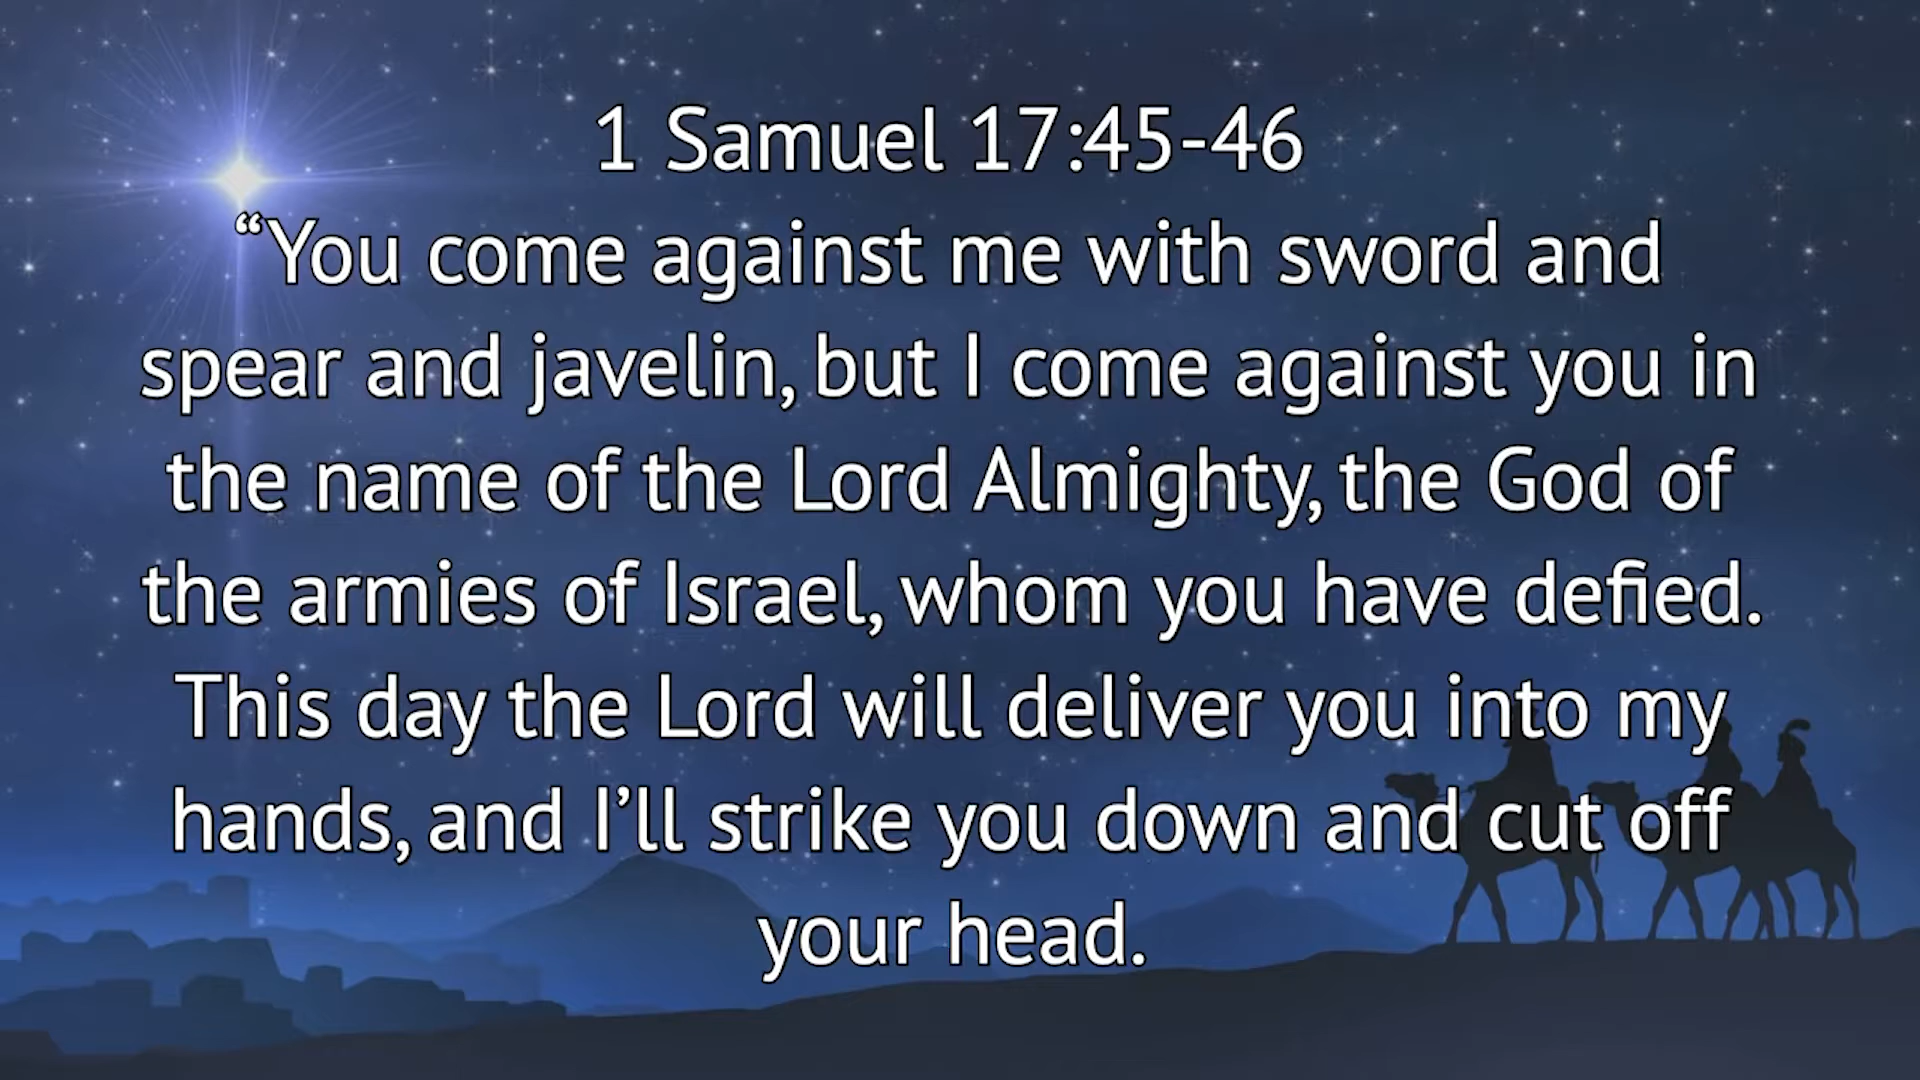 1 Samuel 17:45-46
“You come against me with sword and
spear and javelin, but I come against you in
the name of the Lord Almighty, the God of
the armies of Israel, whom you have defied.
This day the Lord will deliver you into my
hands, and I’ll strike you down and cut off
your head.